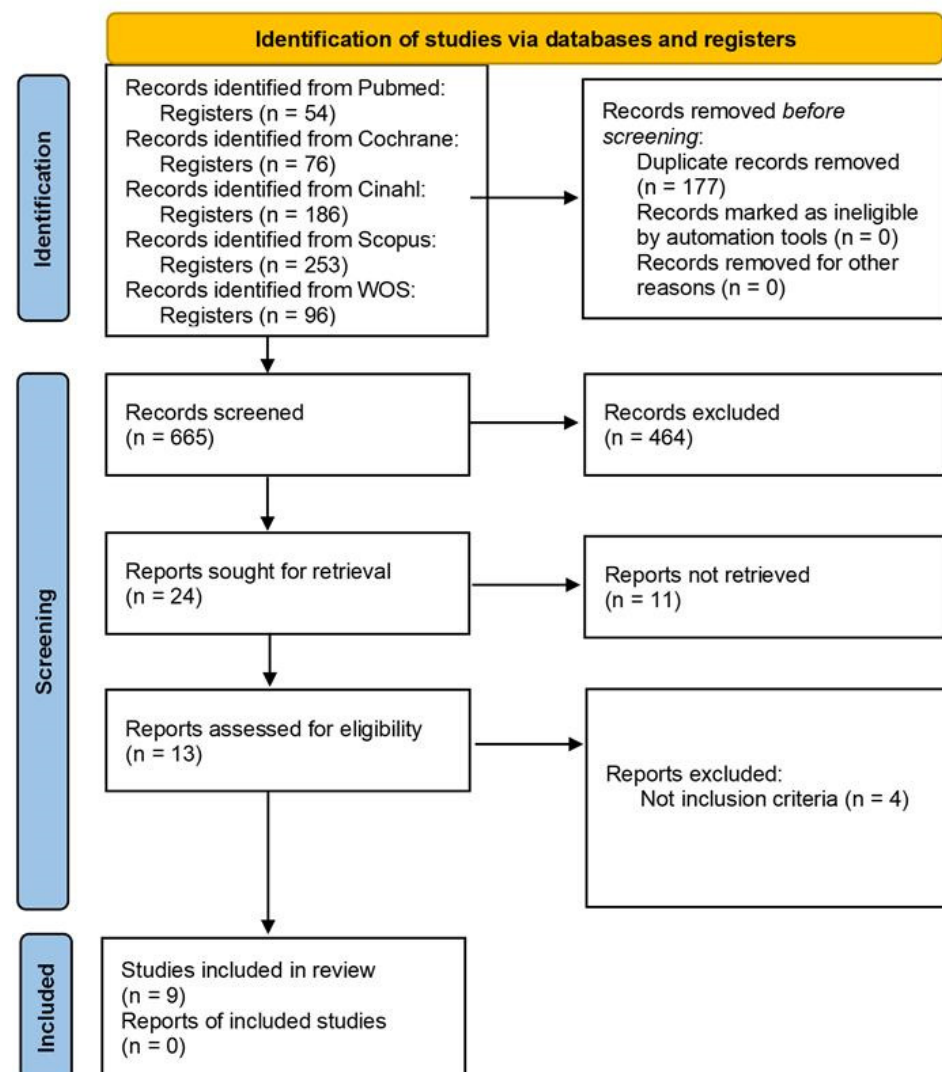 Identification of studies via databases and registers
Identification
Records identified from Pubmed:
Registers (n = 54)
Records identified from Cochrane:
Registers (n = 76)
Records identified from Cinahl:
Registers (n = 186)
Records identified from Scopus:
Registers (n = 253)
Records identified from WOS:
Registers (n = 96)
Records removed before
screening:
Duplicate records removed
(n = 177)
Records marked as ineligible
by automation tools (n = 0)
Records removed for other
reasons (n = 0)
Screening
Records screened
(n = 665)
Records excluded
(n = 464)
Reports sought for retrieval
(n = 24)
Reports not retrieved
(n = 11)
Reports assessed for eligibility
(n = 13)
Reports excluded:
Not inclusion criteria (n = 4)
Included
Studies included in review
(n = 9)
Reports of included studies
(n = 0)